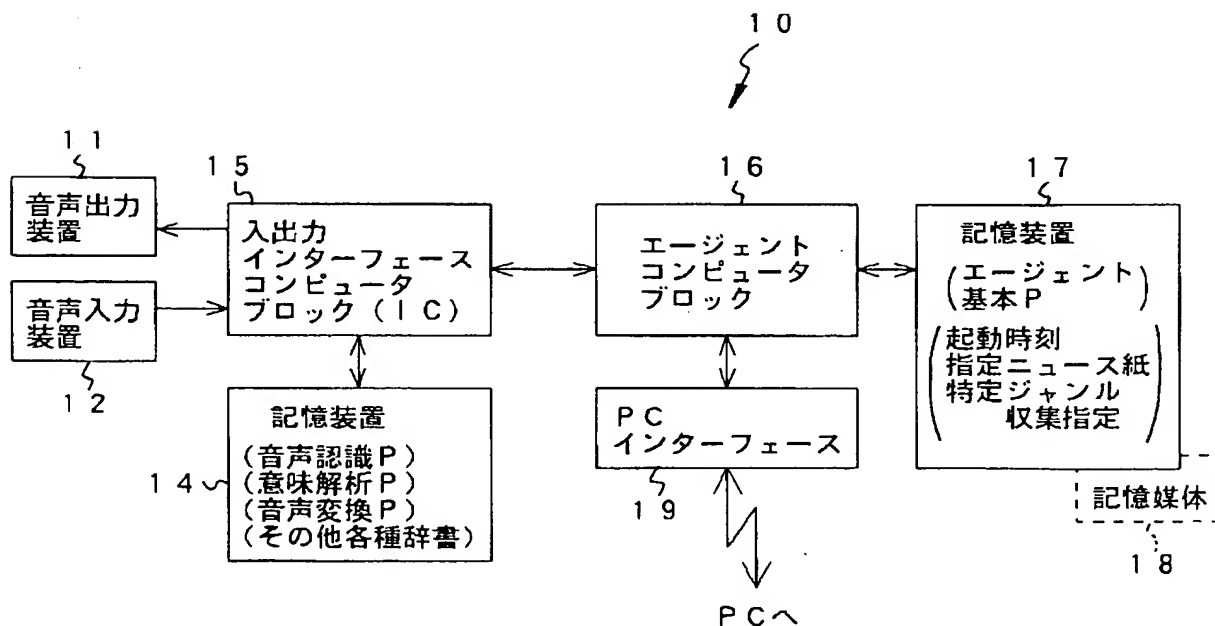 １０
１１
音声出力
装置
音声入力
装置
１２
１５
入出力
インターフェース
コンピュータ
ブロック（ＩＣ）
記憶装置
（音声認識Ｐ）
（意味解析Ｐ）
（音声変換Ｐ）
（その他各種辞書）
１４
１６
エージェント
コンピュータ
ブロック
ＰＣ
インターフェース
１９
ＰＣへ
１７
記憶装置
（エージェント
基本Ｐ）
（起動時刻
指定ニュース紙
特定ジャンル
収集指定）
記憶媒体
１８